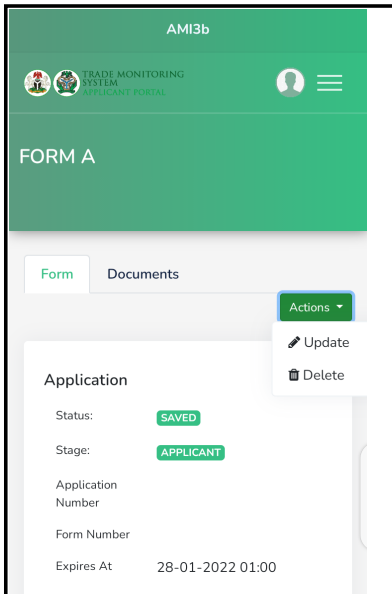 AMI3b
TRADE MONITORING
SYSTEM
APPLICANT PORTAL
FORM A
Form Documents
Actions
Update
Delete
Application
Status: SAVED
Stage: APPLICANT
Application
Number
Form Number
Expires At 28-01-2022 01:00